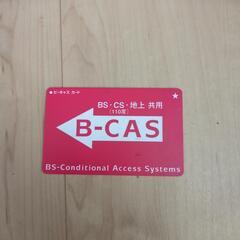 ビーキャス カード
BS・CS・地上 共用
(110度)
B-CAS
BS-Conditional Access Systems